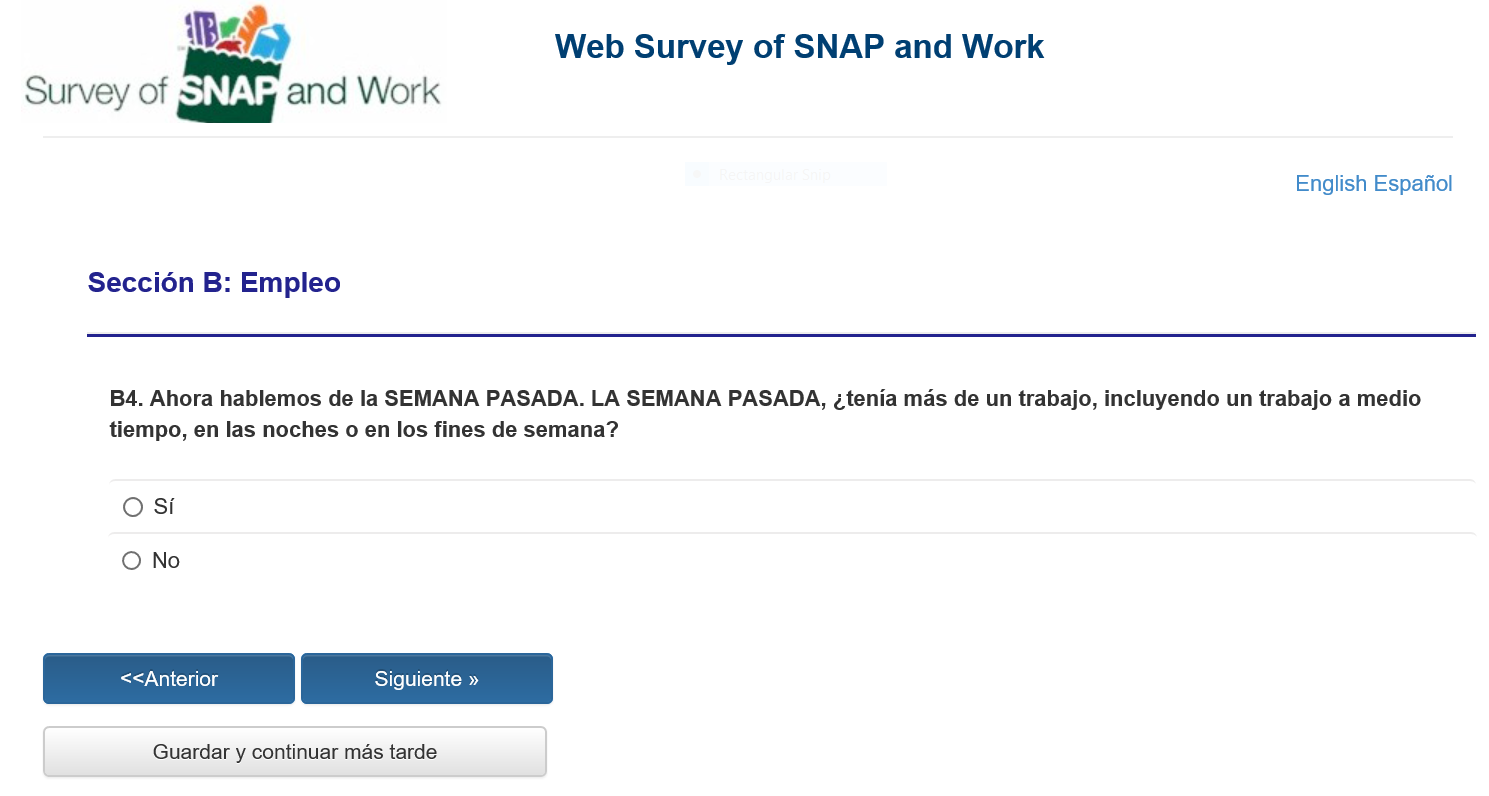 Survey of SNAP and Work
Web Survey of SNAP and Work
Rectangular Snip
English Español
Sección B: Empleo
B4. Ahora hablemos de la SEMANA PASADA. LA SEMANA PASADA, ¿tenía más de un trabajo, incluyendo un trabajo a medio
tiempo, en las noches o en los fines de semana?
Sí
No
<<Anterior
Siguiente »
Guardar y continuar más tarde